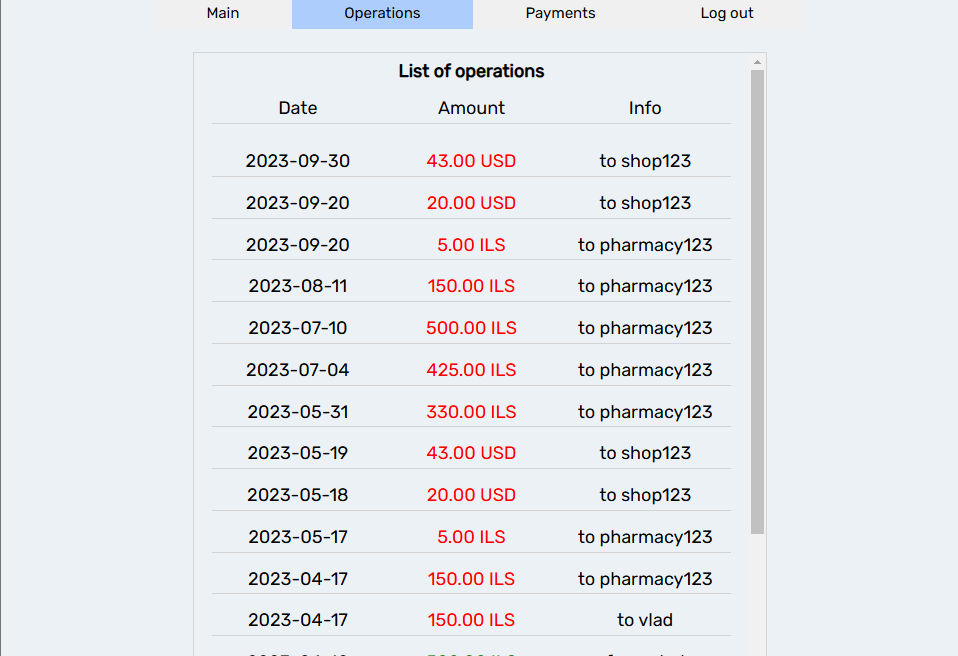 Main Operations Payments Log out
List of operations
Date Amount Info
2023-09-30 43.00 USD to shop123
2023-09-20 20.00 USD to shop123
2023-09-20 5.00 ILS to pharmacy123
2023-08-11 150.00 ILS to pharmacy123
2023-07-10 500.00 ILS to pharmacy123
2023-07-04 425.00 ILS to pharmacy123
2023-05-31 330.00 ILS to pharmacy123
2023-05-19 43.00 USD to shop123
2023-05-18 20.00 USD to shop123
2023-05-17 5.00 ILS to pharmacy123
2023-04-17 150.00 ILS to pharmacy123
2023-04-17 150.00 ILS to vlad